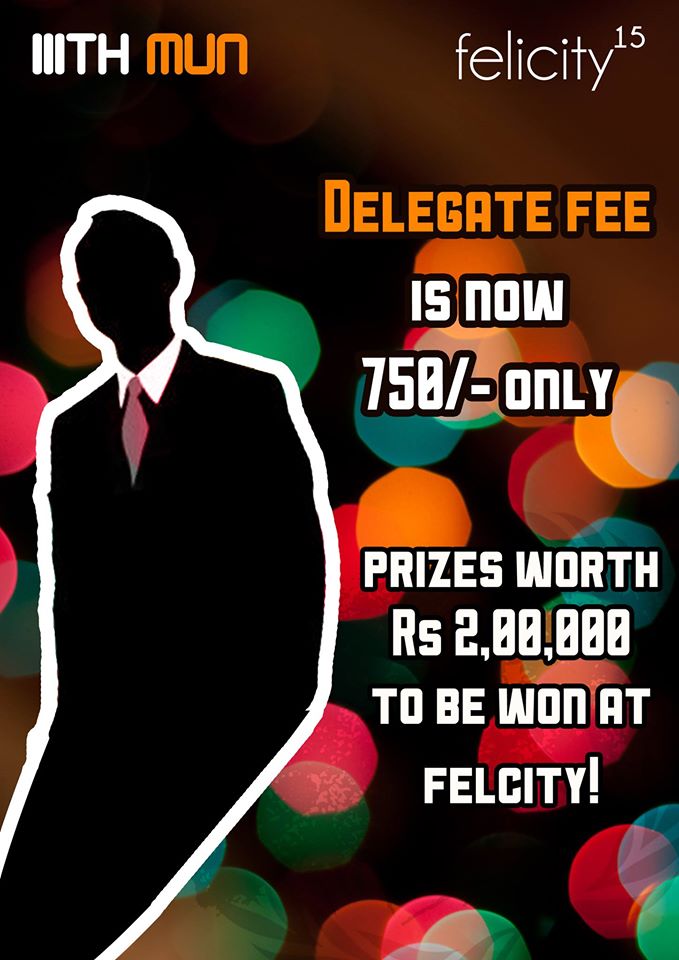 IIITH MUN
felicity15
DELEGATE FEE
IS NOW
750/- ONLY
PRIZES WORTH
Rs 2,00,000
TO BE WON AT
FELCITY!